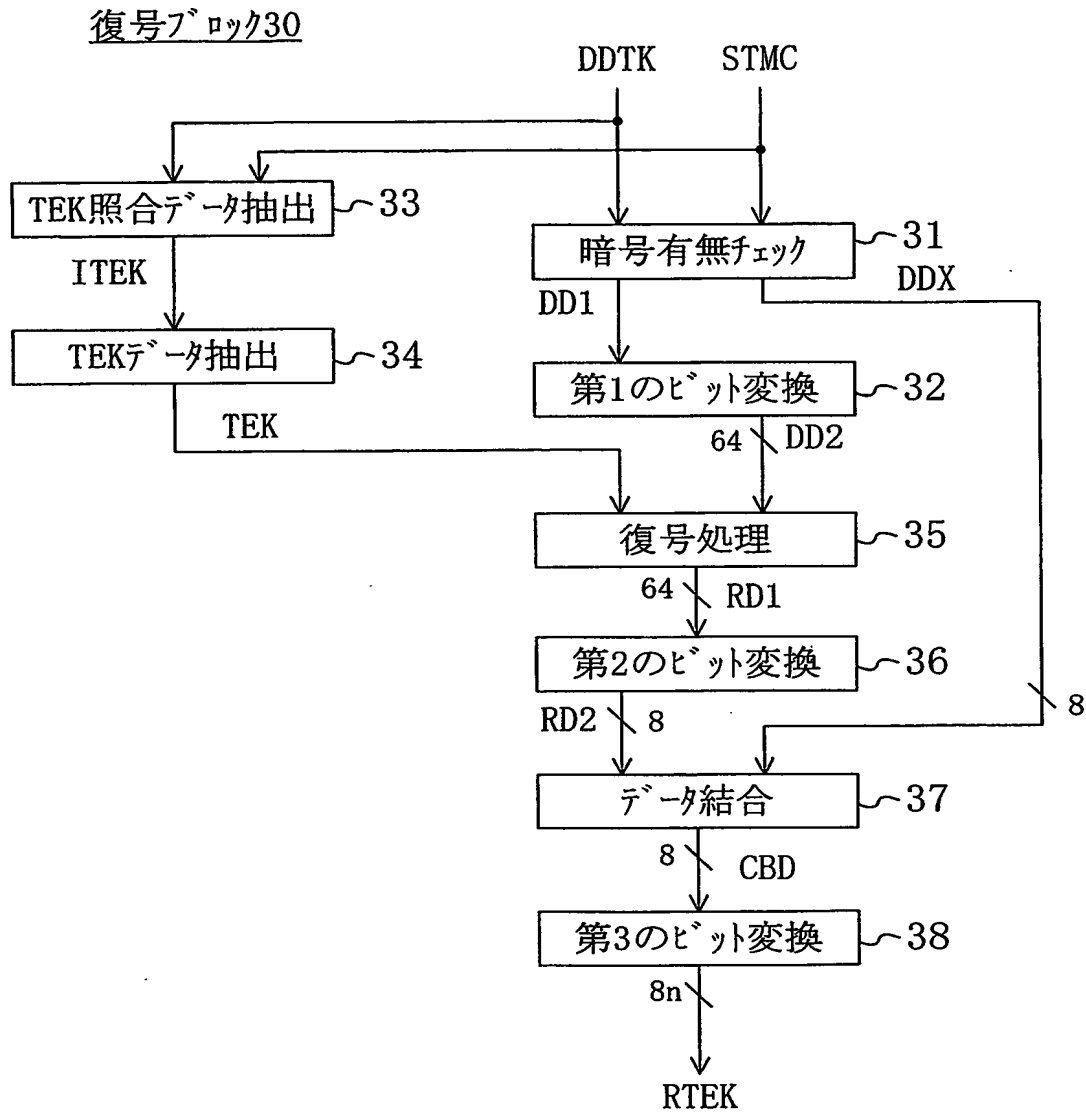 復号ブロック30
DDTK STMC
TEK照合データ抽出 33
暗号有無チェック 31
ITEK
DD1
DDX
TEKデータ抽出 34
第1のビット変換 32
TEK
64 DD2
復号処理 35
64 RD1
第2のビット変換 36
RD2 8
8
データ結合 37
8 CBD
第3のビット変換 38
8n
RTEK